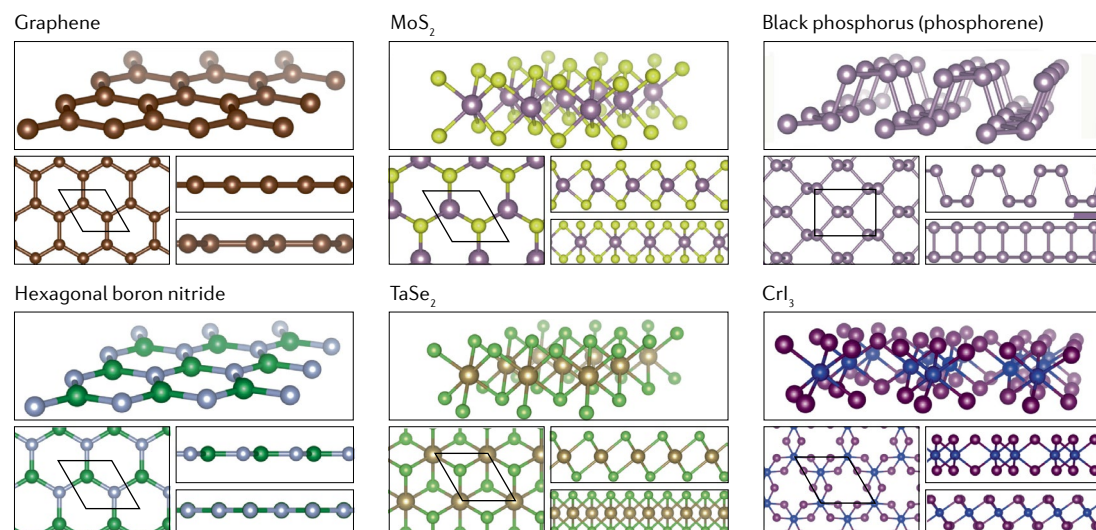 Graphene
MoS₂
Black phosphorus (phosphorene)
Hexagonal boron nitride
TaSe₂
CrI₃